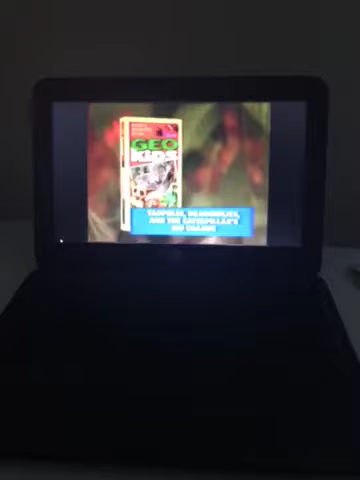 GEO
KIDS
TADPOLES, DRAGONFLIES,
AND THE CATERPILLAR'S
BIG CHANGE